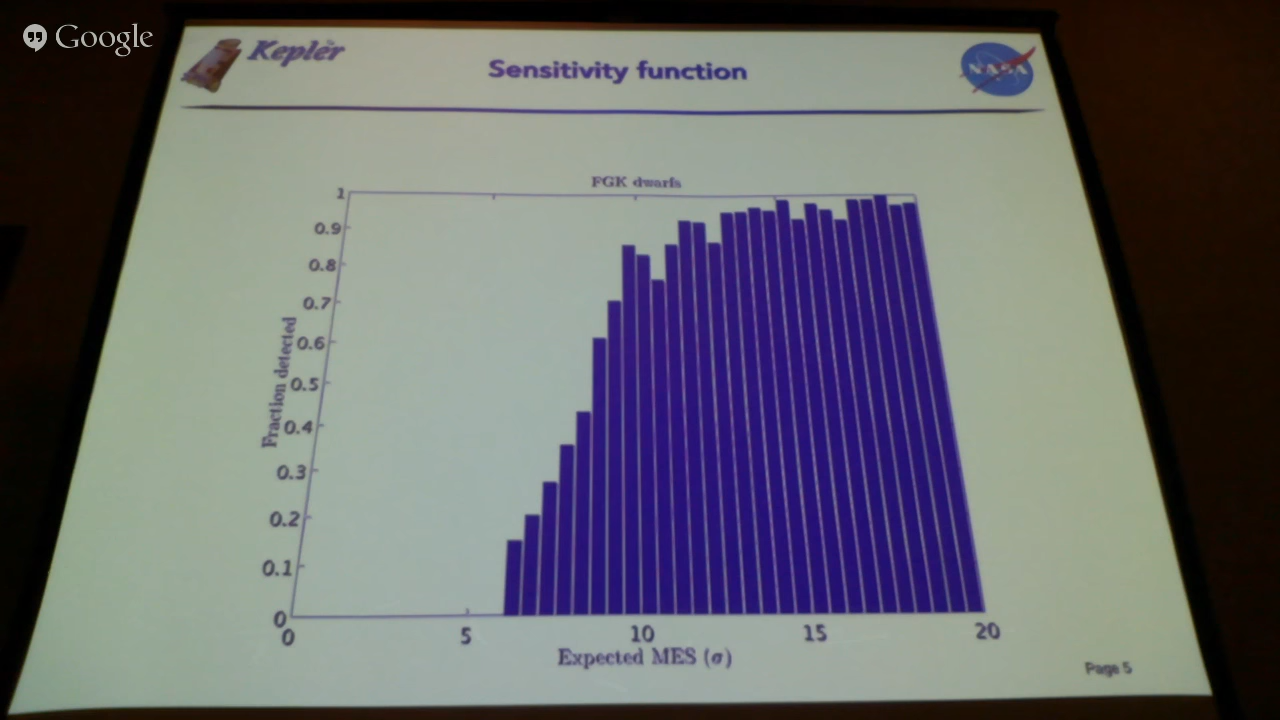 Google
Kepler
Sensitivity function
NASA
FGK dwarfs
1
0.9
0.8
0.7
0.6
0.5
0.4
0.3
0.2
0.1
0
Fraction detected
0 5 10 15 20
Expected MES (σ)
Page 5